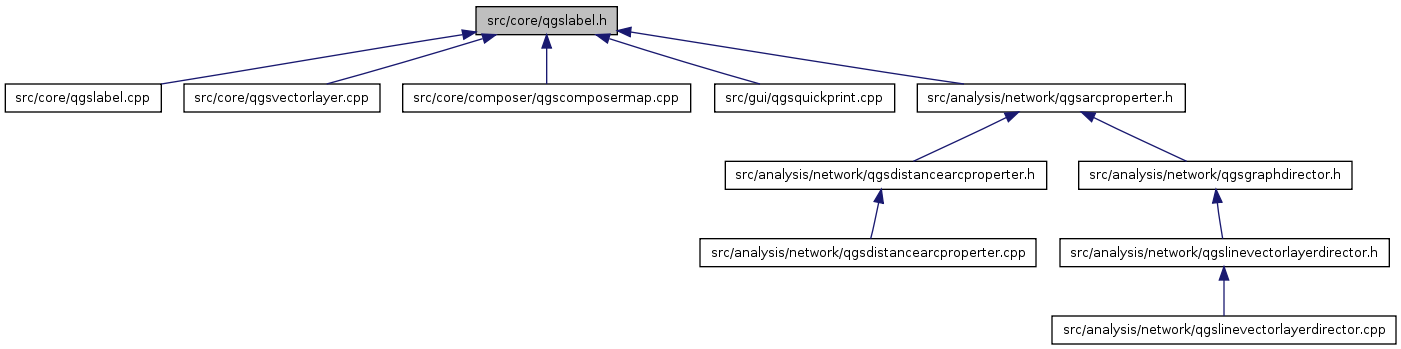 src/core/qgslabel.h
src/core/qgslabel.cpp
src/core/qgsvectorlayer.cpp
src/core/composer/qgscomposermap.cpp
src/gui/qgsquickprint.cpp
src/analysis/network/qgsarcproperter.h
src/analysis/network/qgsdistancearcproperter.h
src/analysis/network/qgsgraphdirector.h
src/analysis/network/qgsdistancearcproperter.cpp
src/analysis/network/qgslinevectorlayerdirector.h
src/analysis/network/qgslinevectorlayerdirector.cpp